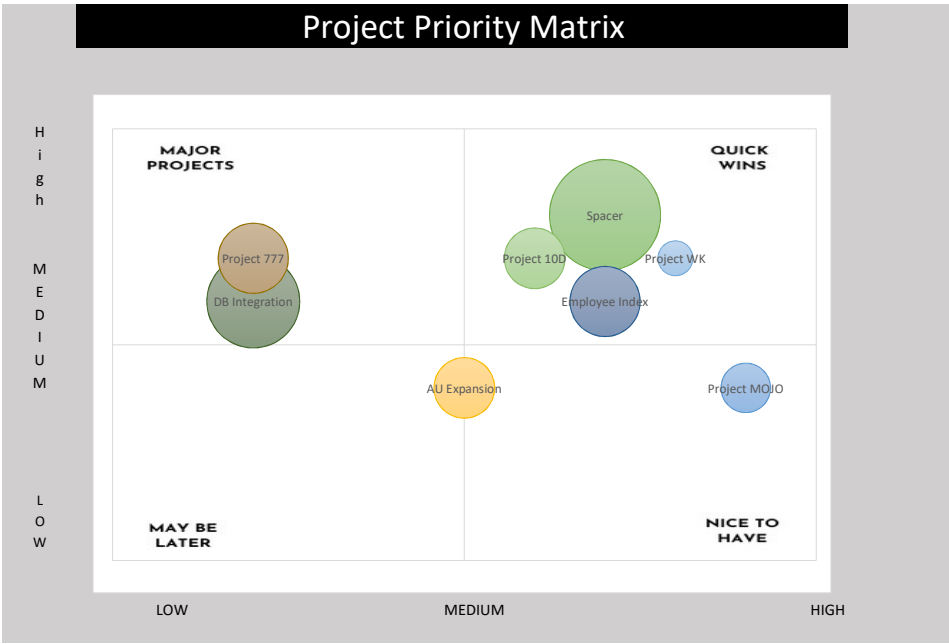 Project Priority Matrix
H
i
g
h
M
E
D
I
U
M
L
O
W
MAJOR
PROJECTS
QUICK
WINS
Spacer
Project 777
Project 10D
Project WK
DB Integration
Employee Index
AU Expansion
Project MOJO
MAY BE
LATER
NICE TO
HAVE
LOW
MEDIUM
HIGH